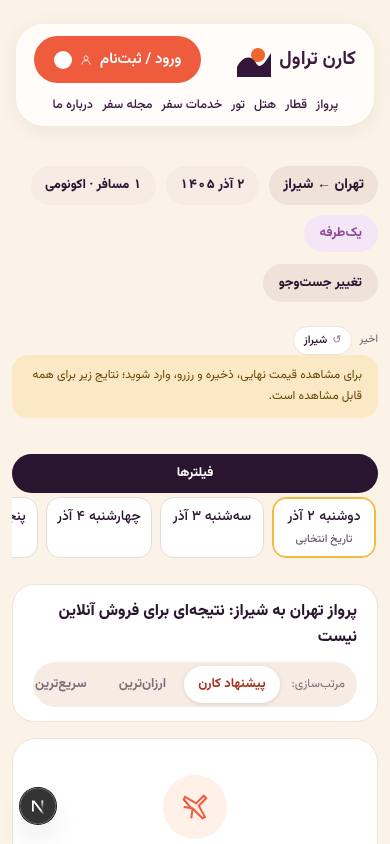 کارن تراول
ورود / ثبت‌نام
پرواز قطار هتل تور خدمات سفر مجله سفر درباره ما
تهران ← شیراز
۲ آذر ۱۴۰۵
۱ مسافر · اکونومی
یک‌طرفه
تغییر جست‌وجو
اخیر
↺ شیراز
برای مشاهده قیمت نهایی، ذخیره و رزرو، وارد شوید؛ نتایج زیر برای همه
قابل مشاهده است.
فیلترها
دوشنبه ۲ آذر
تاریخ انتخابی
سه‌شنبه ۳ آذر
چهارشنبه ۴ آذر
پرواز تهران به شیراز: نتیجه‌ای برای فروش آنلاین
نیست
مرتب‌سازی:
پیشنهاد کارن
ارزان‌ترین
سریع‌ترین
N